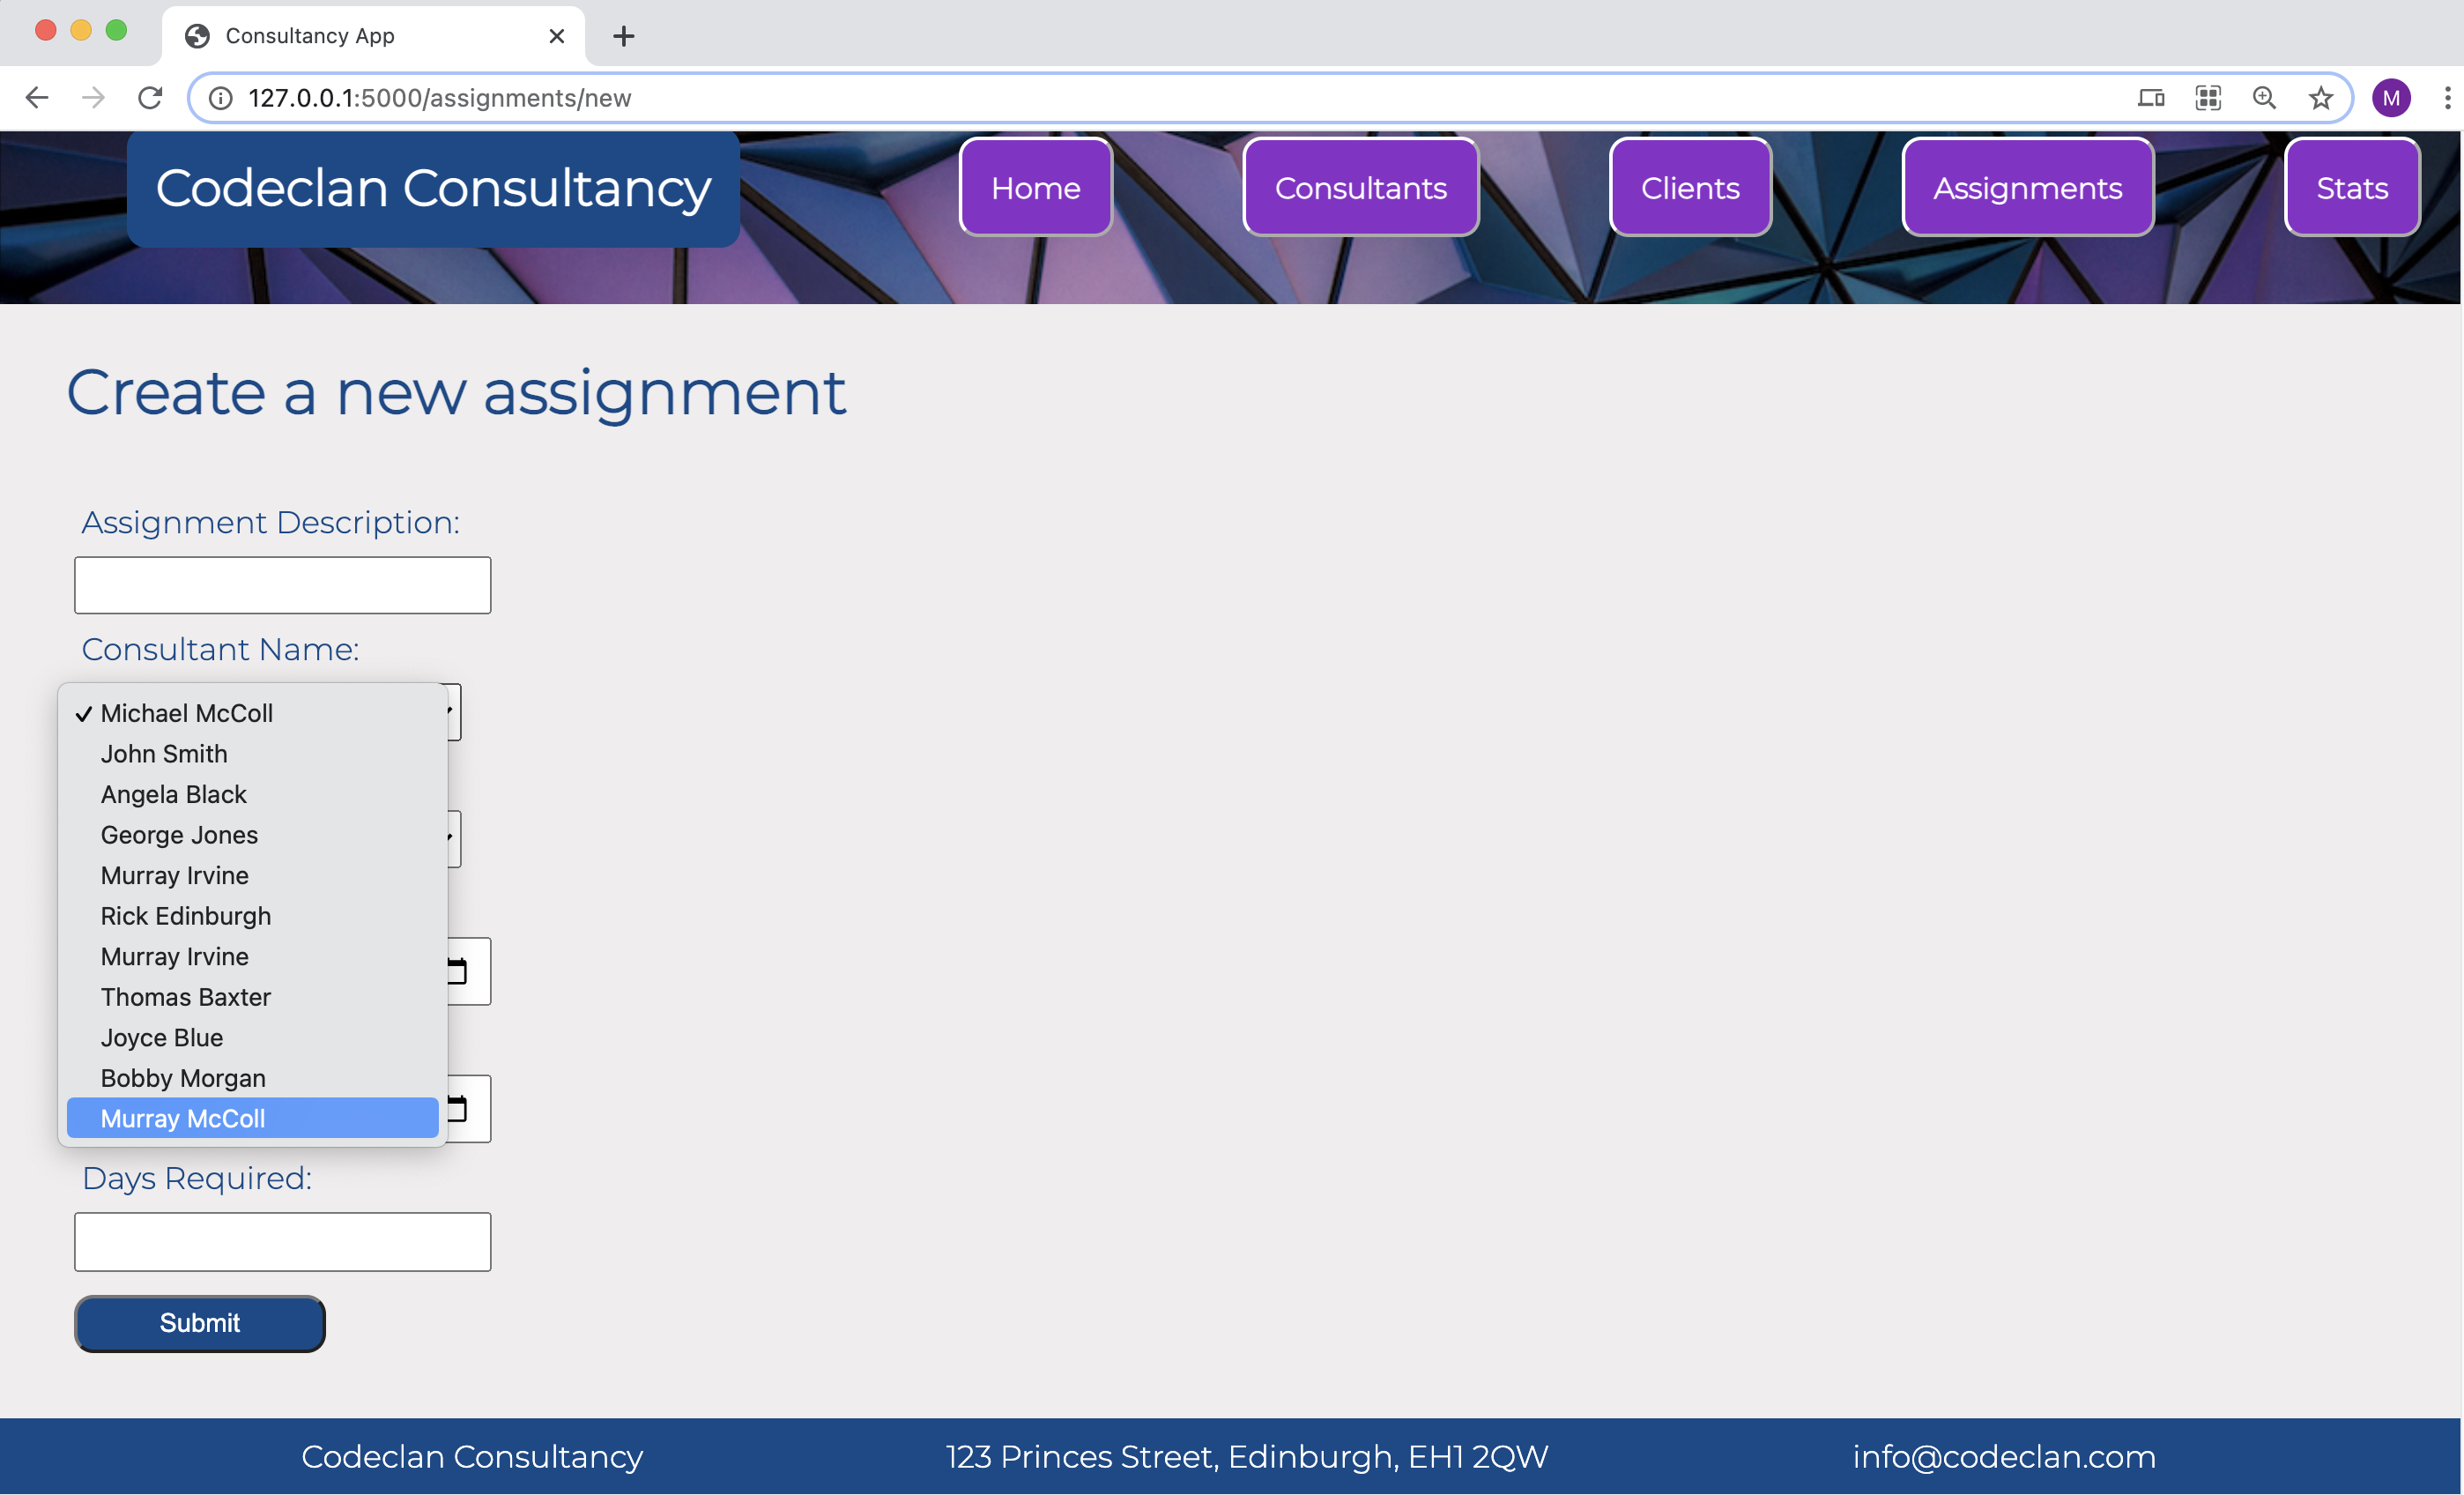 Consultancy App
127.0.0.1:5000/assignments/new
M
Codeclan Consultancy
Home
Consultants
Clients
Assignments
Stats
Create a new assignment
Assignment Description:
Consultant Name:
✓ Michael McColl
John Smith
Angela Black
George Jones
Murray Irvine
Rick Edinburgh
Murray Irvine
Thomas Baxter
Joyce Blue
Bobby Morgan
Murray McColl
Days Required:
Submit
Codeclan Consultancy
123 Princes Street, Edinburgh, EH1 2QW
info@codeclan.com